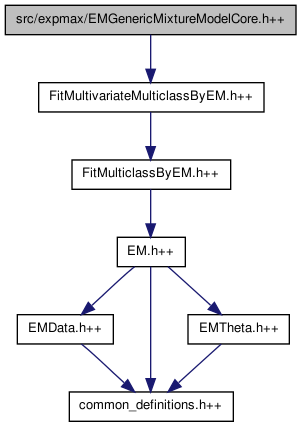 src/expmax/EMGenericMixtureModelCore.h++
FitMultivariateMulticlassByEM.h++
FitMulticlassByEM.h++
EM.h++
EMData.h++
EMTheta.h++
common_definitions.h++